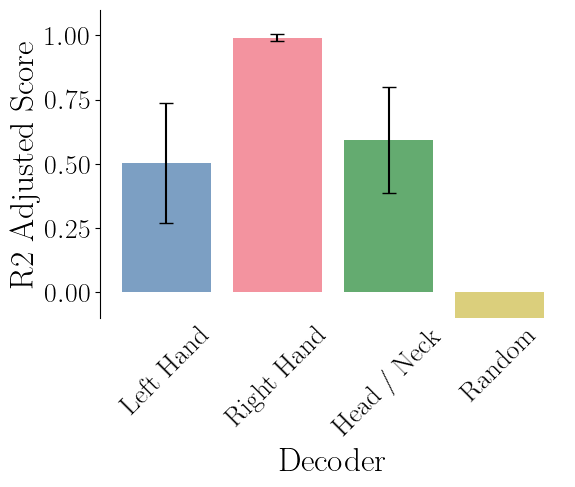 R2 Adjusted Score
1.00
0.75
0.50
0.25
0.00
Left Hand
Right Hand
Head / Neck
Random
Decoder